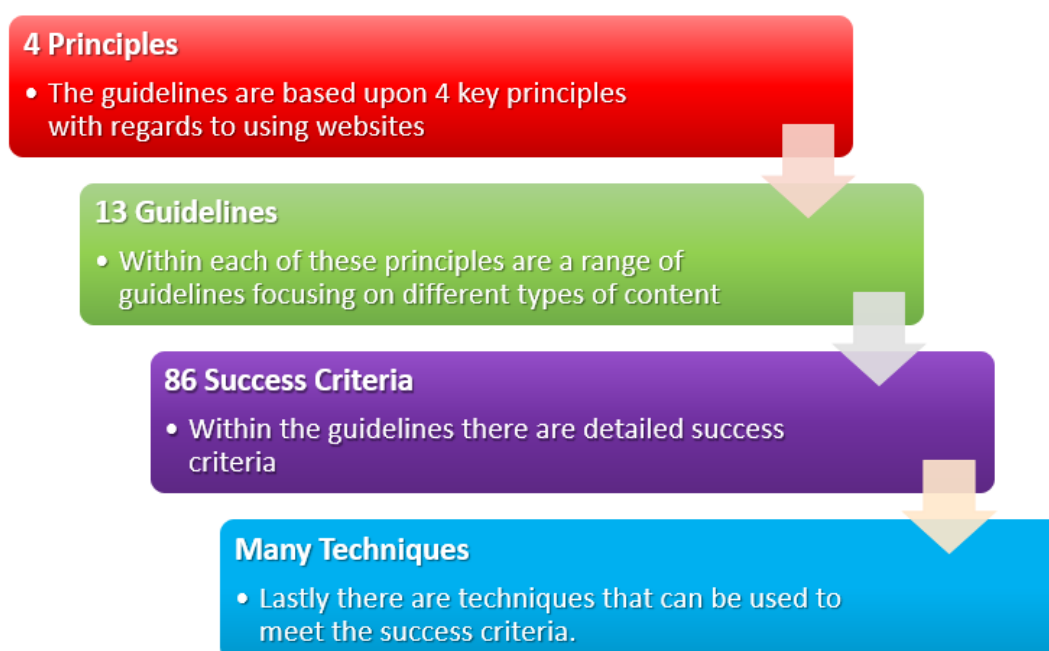 4 Principles
• The guidelines are based upon 4 key principles
with regards to using websites
13 Guidelines
• Within each of these principles are a range of
guidelines focusing on different types of content
86 Success Criteria
• Within the guidelines there are detailed success
criteria
Many Techniques
• Lastly there are techniques that can be used to
meet the success criteria.